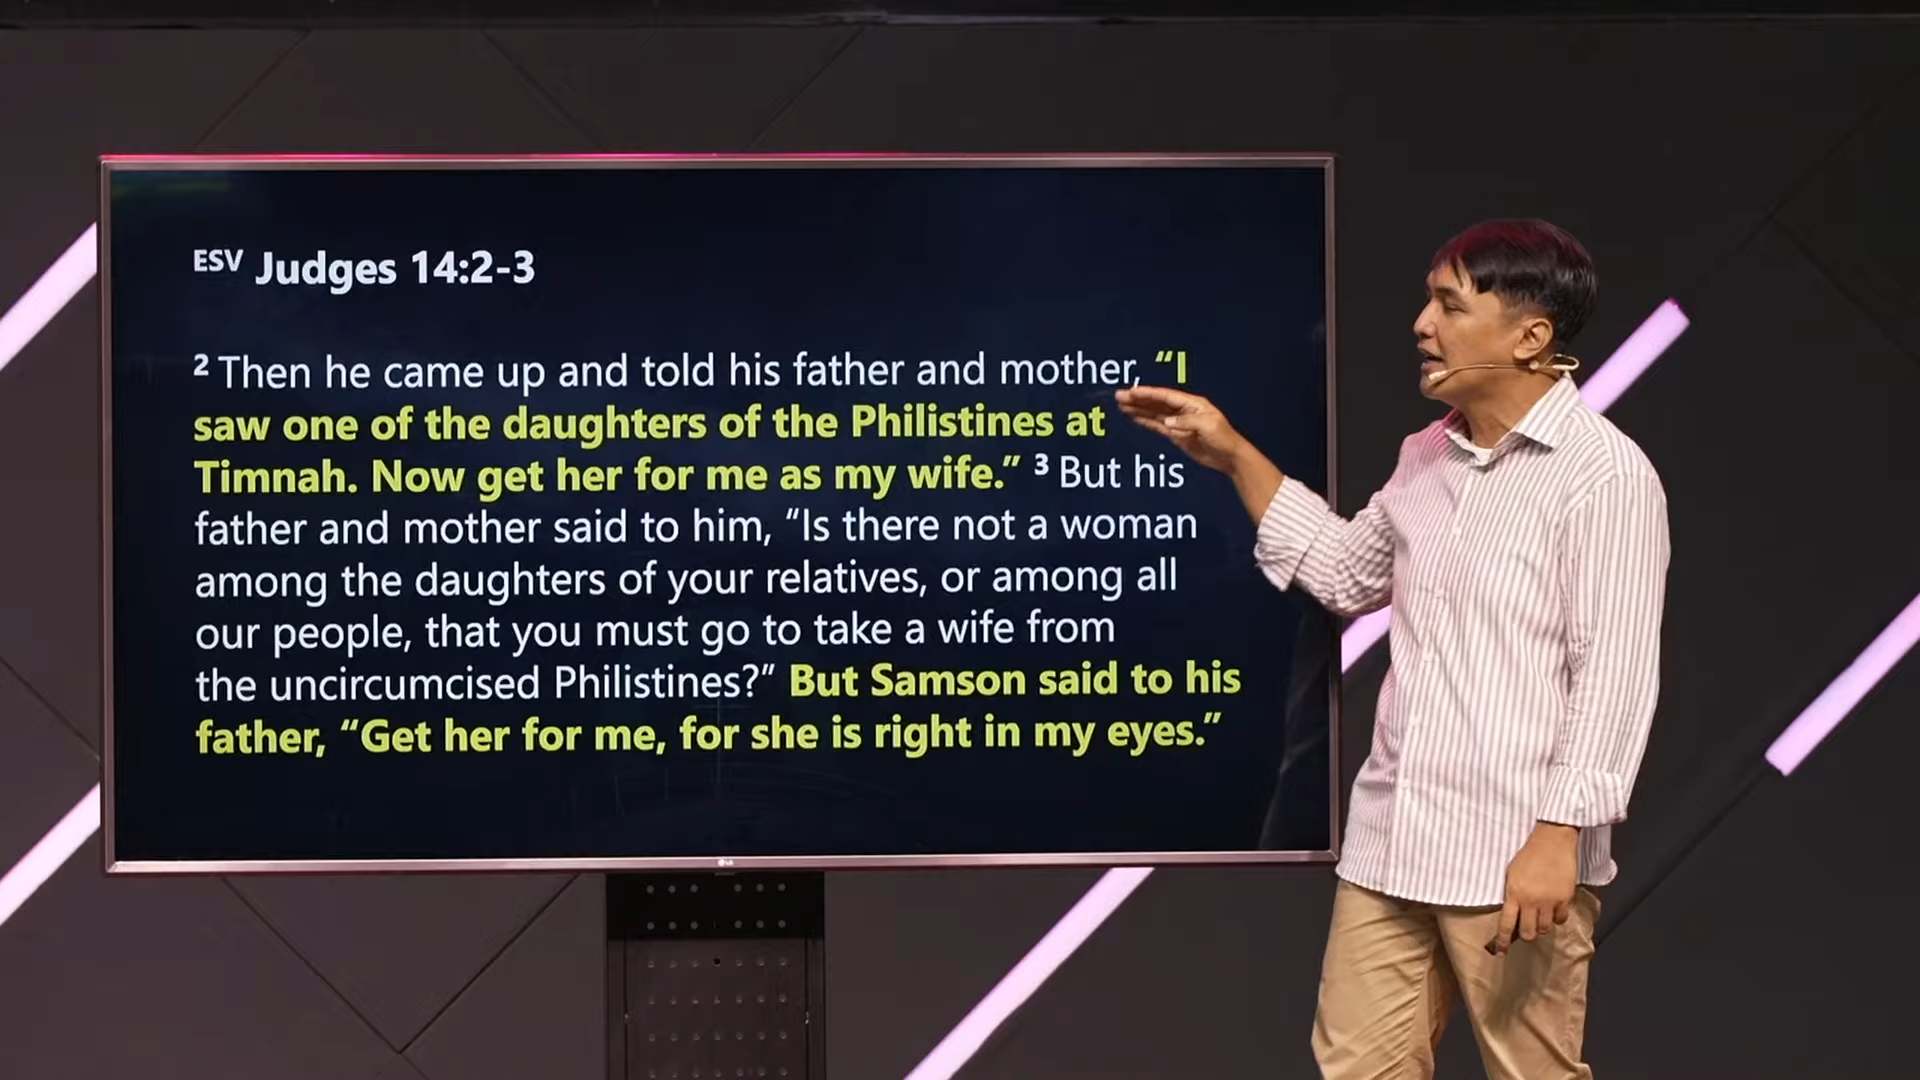 ESV Judges 14:2-3
2 Then he came up and told his father and mother, “I
saw one of the daughters of the Philistines at
Timnah. Now get her for me as my wife.” 3 But his
father and mother said to him, “Is there not a woman
among the daughters of your relatives, or among all
our people, that you must go to take a wife from
the uncircumcised Philistines?” But Samson said to his
father, “Get her for me, for she is right in my eyes.”
LG